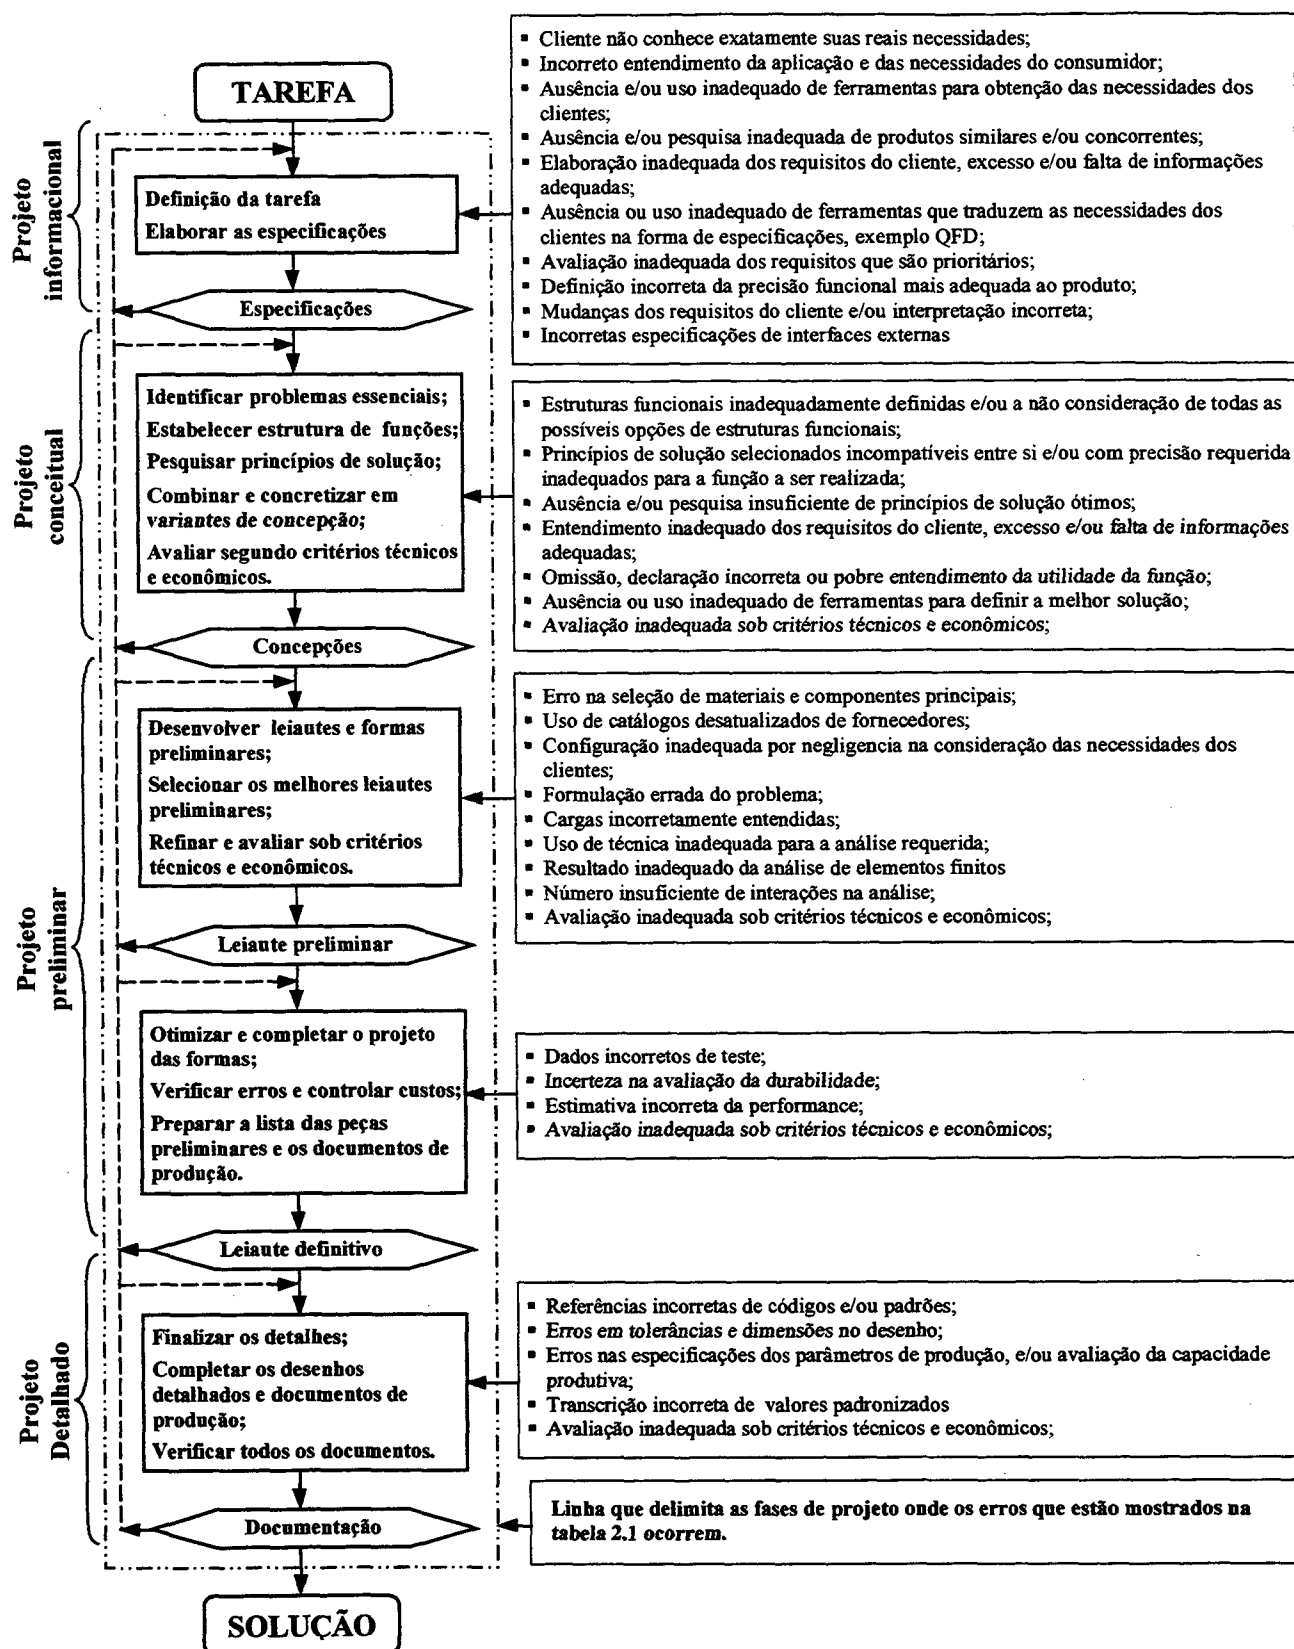 TAREFA
Projeto
informacional
Definição da tarefa
Elaborar as especificações
Especificações
▪ Cliente não conhece exatamente suas reais necessidades;
▪ Incorreto entendimento da aplicação e das necessidades do consumidor;
▪ Ausência e/ou uso inadequado de ferramentas para obtenção das necessidades dos
clientes;
▪ Ausência e/ou pesquisa inadequada de produtos similares e/ou concorrentes;
▪ Elaboração inadequada dos requisitos do cliente, excesso e/ou falta de informações
adequadas;
▪ Ausência ou uso inadequado de ferramentas que traduzem as necessidades dos
clientes na forma de especificações, exemplo QFD;
▪ Avaliação inadequada dos requisitos que são prioritários;
▪ Definição incorreta da precisão funcional mais adequada ao produto;
▪ Mudanças dos requisitos do cliente e/ou interpretação incorreta;
▪ Incorretas especificações de interfaces externas
Projeto
conceitual
Identificar problemas essenciais;
Estabelecer estrutura de funções;
Pesquisar princípios de solução;
Combinar e concretizar em
variantes de concepção;
Avaliar segundo critérios técnicos
e econômicos.
Concepções
▪ Estruturas funcionais inadequadamente definidas e/ou a não consideração de todas as
possíveis opções de estruturas funcionais;
▪ Princípios de solução selecionados incompatíveis entre si e/ou com precisão requerida
inadequados para a função a ser realizada;
▪ Ausência e/ou pesquisa insuficiente de princípios de solução ótimos;
▪ Entendimento inadequado dos requisitos do cliente, excesso e/ou falta de informações
adequadas;
▪ Omissão, declaração incorreta ou pobre entendimento da utilidade da função;
▪ Ausência ou uso inadequado de ferramentas para definir a melhor solução;
▪ Avaliação inadequada sob critérios técnicos e econômicos;
Projeto
preliminar
Desenvolver leiautes e formas
preliminares;
Selecionar os melhores leiautes
preliminares;
Refinar e avaliar sob critérios
técnicos e econômicos.
Leiaute preliminar
▪ Erro na seleção de materiais e componentes principais;
▪ Uso de catálogos desatualizados de fornecedores;
▪ Configuração inadequada por negligencia na consideração das necessidades dos
clientes;
▪ Formulação errada do problema;
▪ Cargas incorretamente entendidas;
▪ Uso de técnica inadequada para a análise requerida;
▪ Resultado inadequado da análise de elementos finitos
▪ Número insuficiente de interações na análise;
▪ Avaliação inadequada sob critérios técnicos e econômicos;
Otimizar e completar o projeto
das formas;
Verificar erros e controlar custos;
Preparar a lista das peças
preliminares e os documentos de
produção.
Leiaute definitivo
▪ Dados incorretos de teste;
▪ Incerteza na avaliação da durabilidade;
▪ Estimativa incorreta da performance;
▪ Avaliação inadequada sob critérios técnicos e econômicos;
Projeto
Detalhado
Finalizar os detalhes;
Completar os desenhos
detalhados e documentos de
produção;
Verificar todos os documentos.
Documentação
▪ Referências incorretas de códigos e/ou padrões;
▪ Erros em tolerâncias e dimensões no desenho;
▪ Erros nas especificações dos parâmetros de produção, e/ou avaliação da capacidade
produtiva;
▪ Transcrição incorreta de valores padronizados
▪ Avaliação inadequada sob critérios técnicos e econômicos;
Linha que delimita as fases de projeto onde os erros que estão mostrados na
tabela 2.1 ocorrem.
SOLUÇÃO